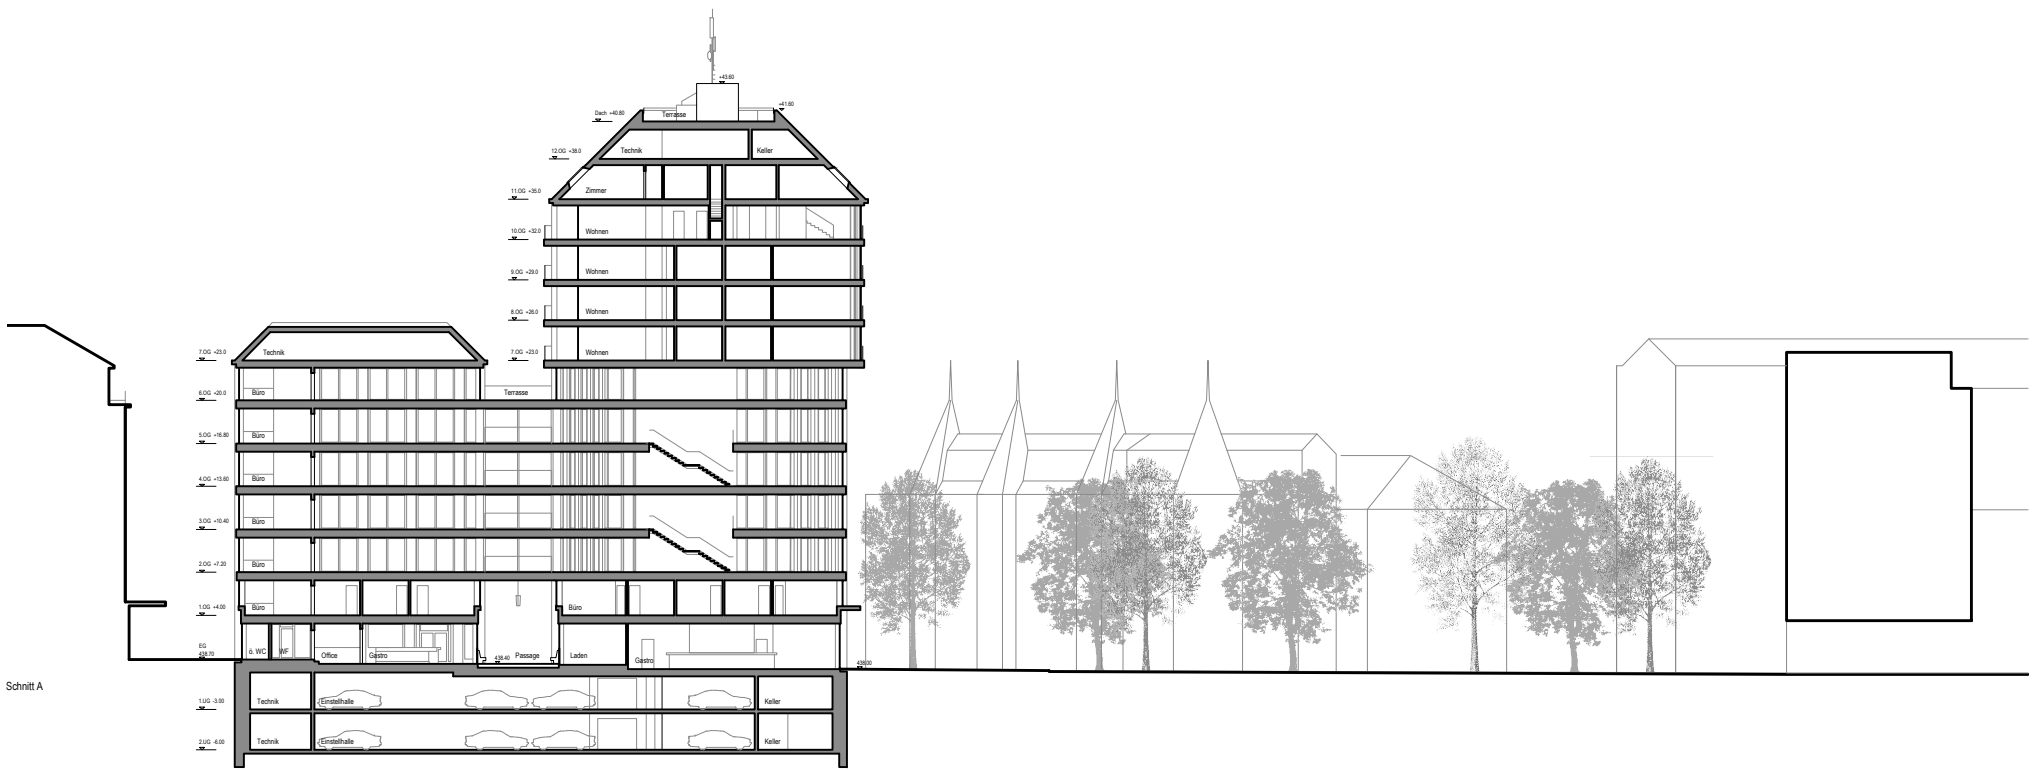 +43.60
+41.60
Dach +40.80
Terrasse
12.OG +38.0
Technik
Keller
11.OG +35.0
Zimmer
10.OG +32.0
Wohnen
9.OG +29.0
Wohnen
8.OG +26.0
Wohnen
7.OG +23.0
Technik
7.OG +23.0
Wohnen
6.OG +20.0
Büro
Terrasse
5.OG +16.80
Büro
4.OG +13.60
Büro
3.OG +10.40
Büro
2.OG +7.20
Büro
1.OG +4.00
Büro
Büro
EG
438.70
ö. WC
WF
Office
Gastro
438.40
Passage
Laden
Gastro
438.00
Schnitt A
1.UG -3.00
Technik
Einstellhalle
Keller
2.UG -6.00
Technik
Einstellhalle
Keller